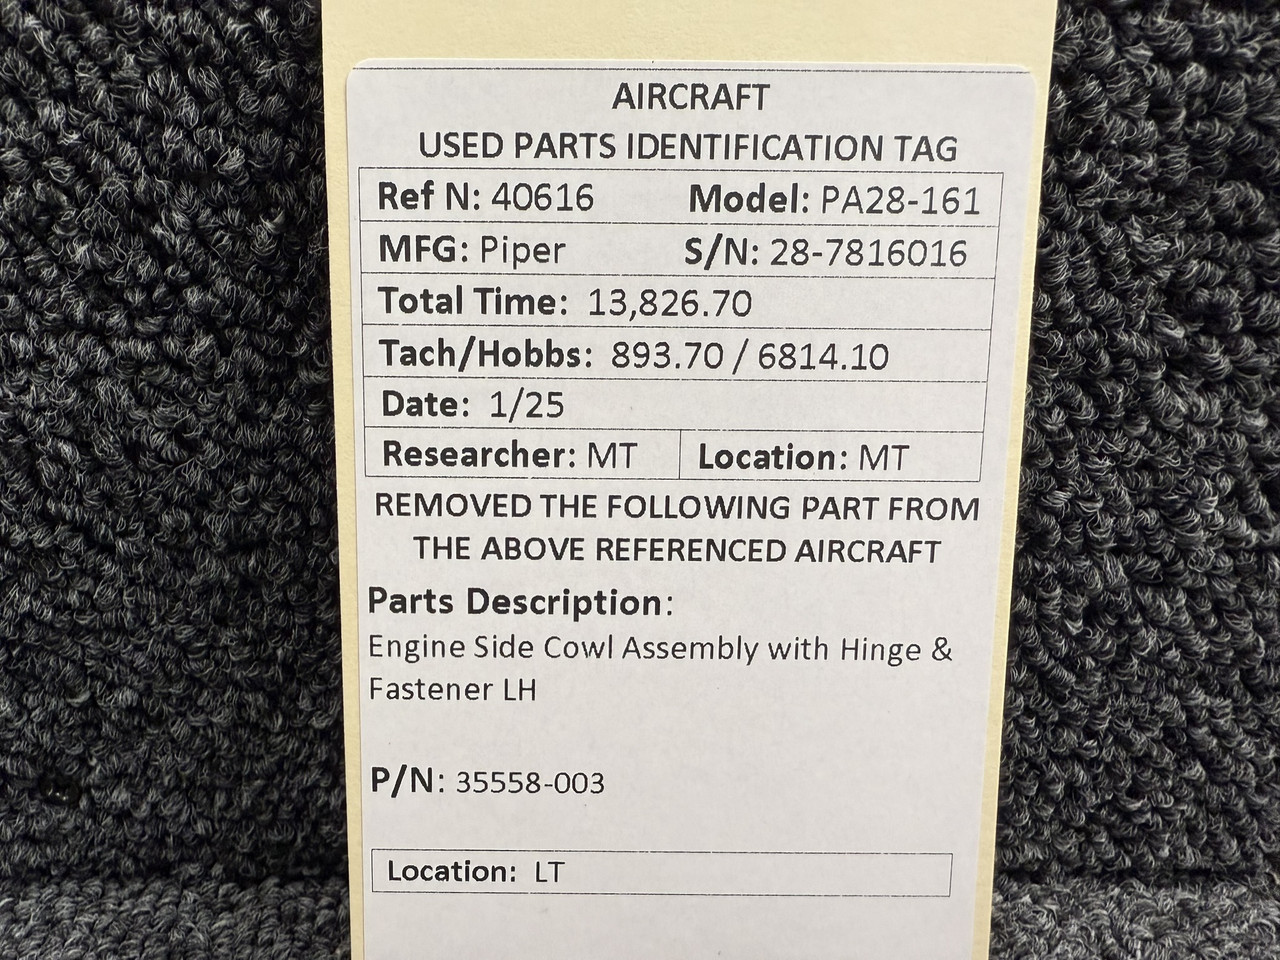 AIRCRAFT
USED PARTS IDENTIFICATION TAG
Ref N: 40616 Model: PA28-161
MFG: Piper S/N: 28-7816016
Total Time: 13,826.70
Tach/Hobbs: 893.70 / 6814.10
Date: 1/25
Researcher: MT Location: MT
REMOVED THE FOLLOWING PART FROM
THE ABOVE REFERENCED AIRCRAFT
Parts Description:
Engine Side Cowl Assembly with Hinge &
Fastener LH
P/N: 35558-003
Location: LT